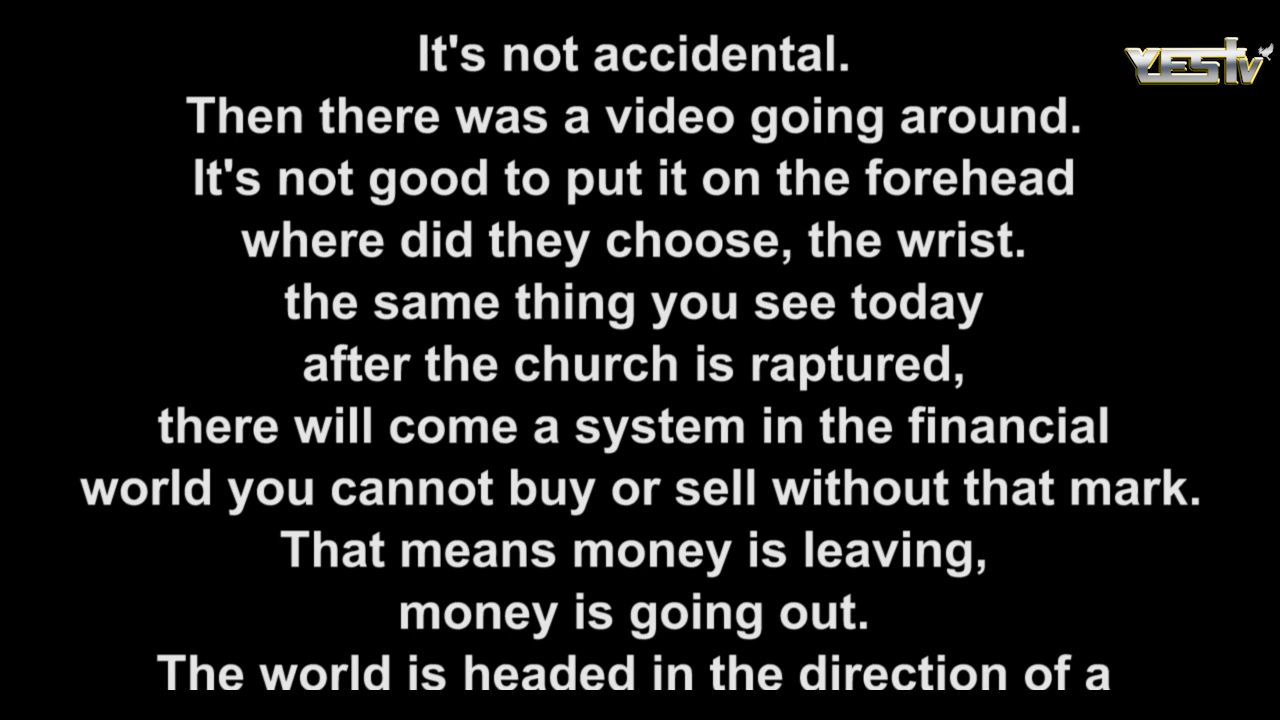 It's not accidental.
YESTV
Then there was a video going around.
It's not good to put it on the forehead
where did they choose, the wrist.
the same thing you see today
after the church is raptured,
there will come a system in the financial
world you cannot buy or sell without that mark.
That means money is leaving,
money is going out.
The world is headed in the direction of a